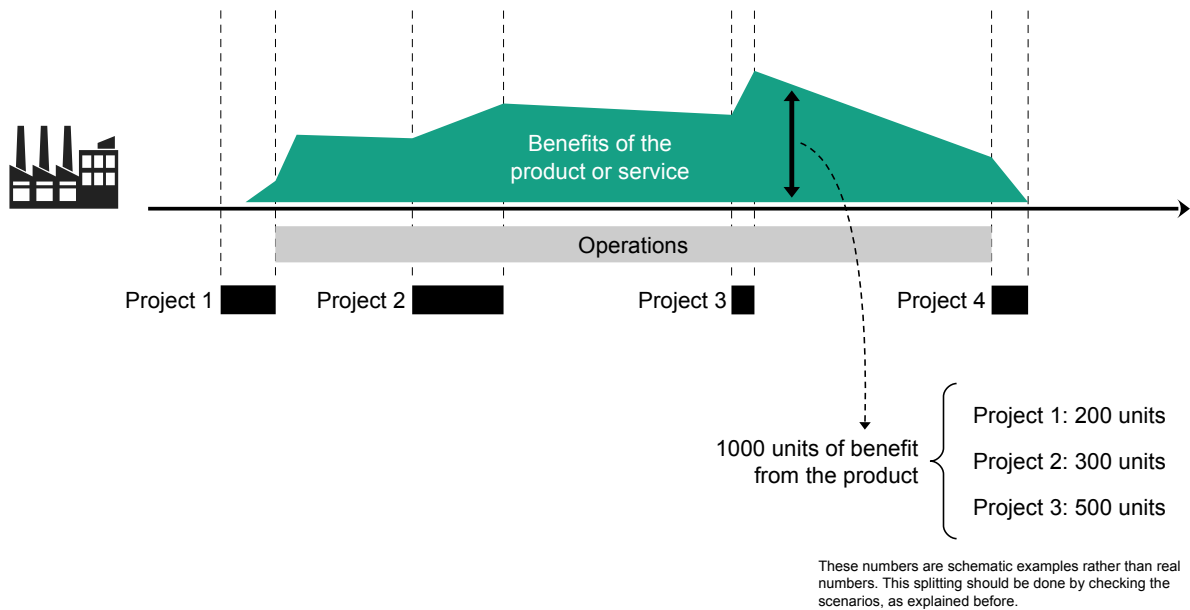 Benefits of the
product or service
Operations
Project 1
Project 2
Project 3
Project 4
1000 units of benefit
from the product
Project 1: 200 units
Project 2: 300 units
Project 3: 500 units
These numbers are schematic examples rather than real
numbers. This splitting should be done by checking the
scenarios, as explained before.